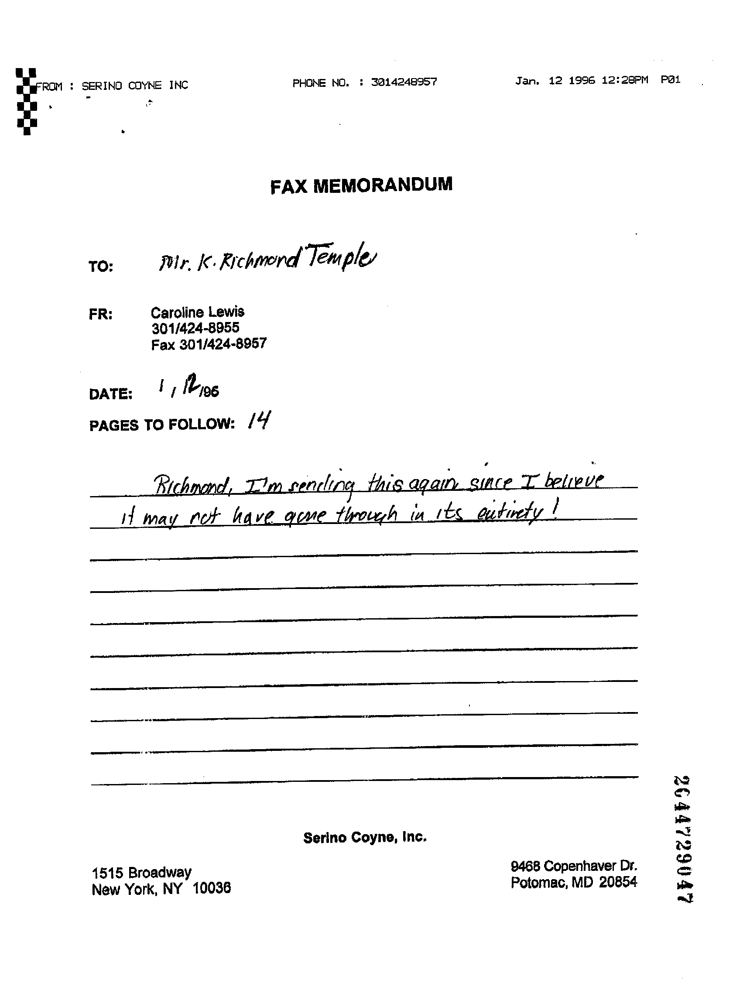 FROM : SERINO COYNE INC PHONE NO. : 3014248957 Jan. 12 1996 12:28PM P01
FAX MEMORANDUM
TO: Mr. K. Richmond Temple
FR: Caroline Lewis
301/424-8955
Fax 301/424-8957
DATE: 1 / 12 /96
PAGES TO FOLLOW: 14
Richmond, I'm sending this again since I believe
it may not have gone through in its entirety!
Serino Coyne, Inc.
1515 Broadway
New York, NY 10036
9468 Copenhaver Dr.
Potomac, MD 20854
2044729047